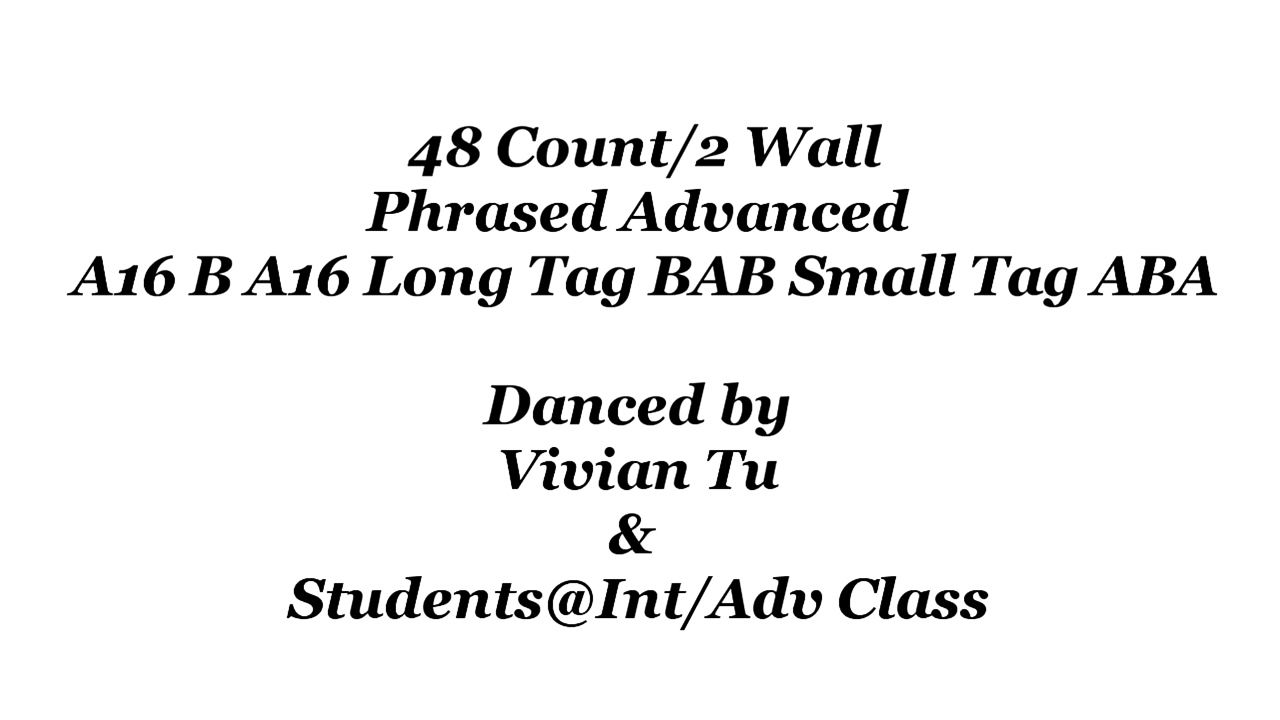 48 Count/2 Wall
Phrased Advanced
A16 B A16 Long Tag BAB Small Tag ABA
Danced by
Vivian Tu
&
Students@Int/Adv Class